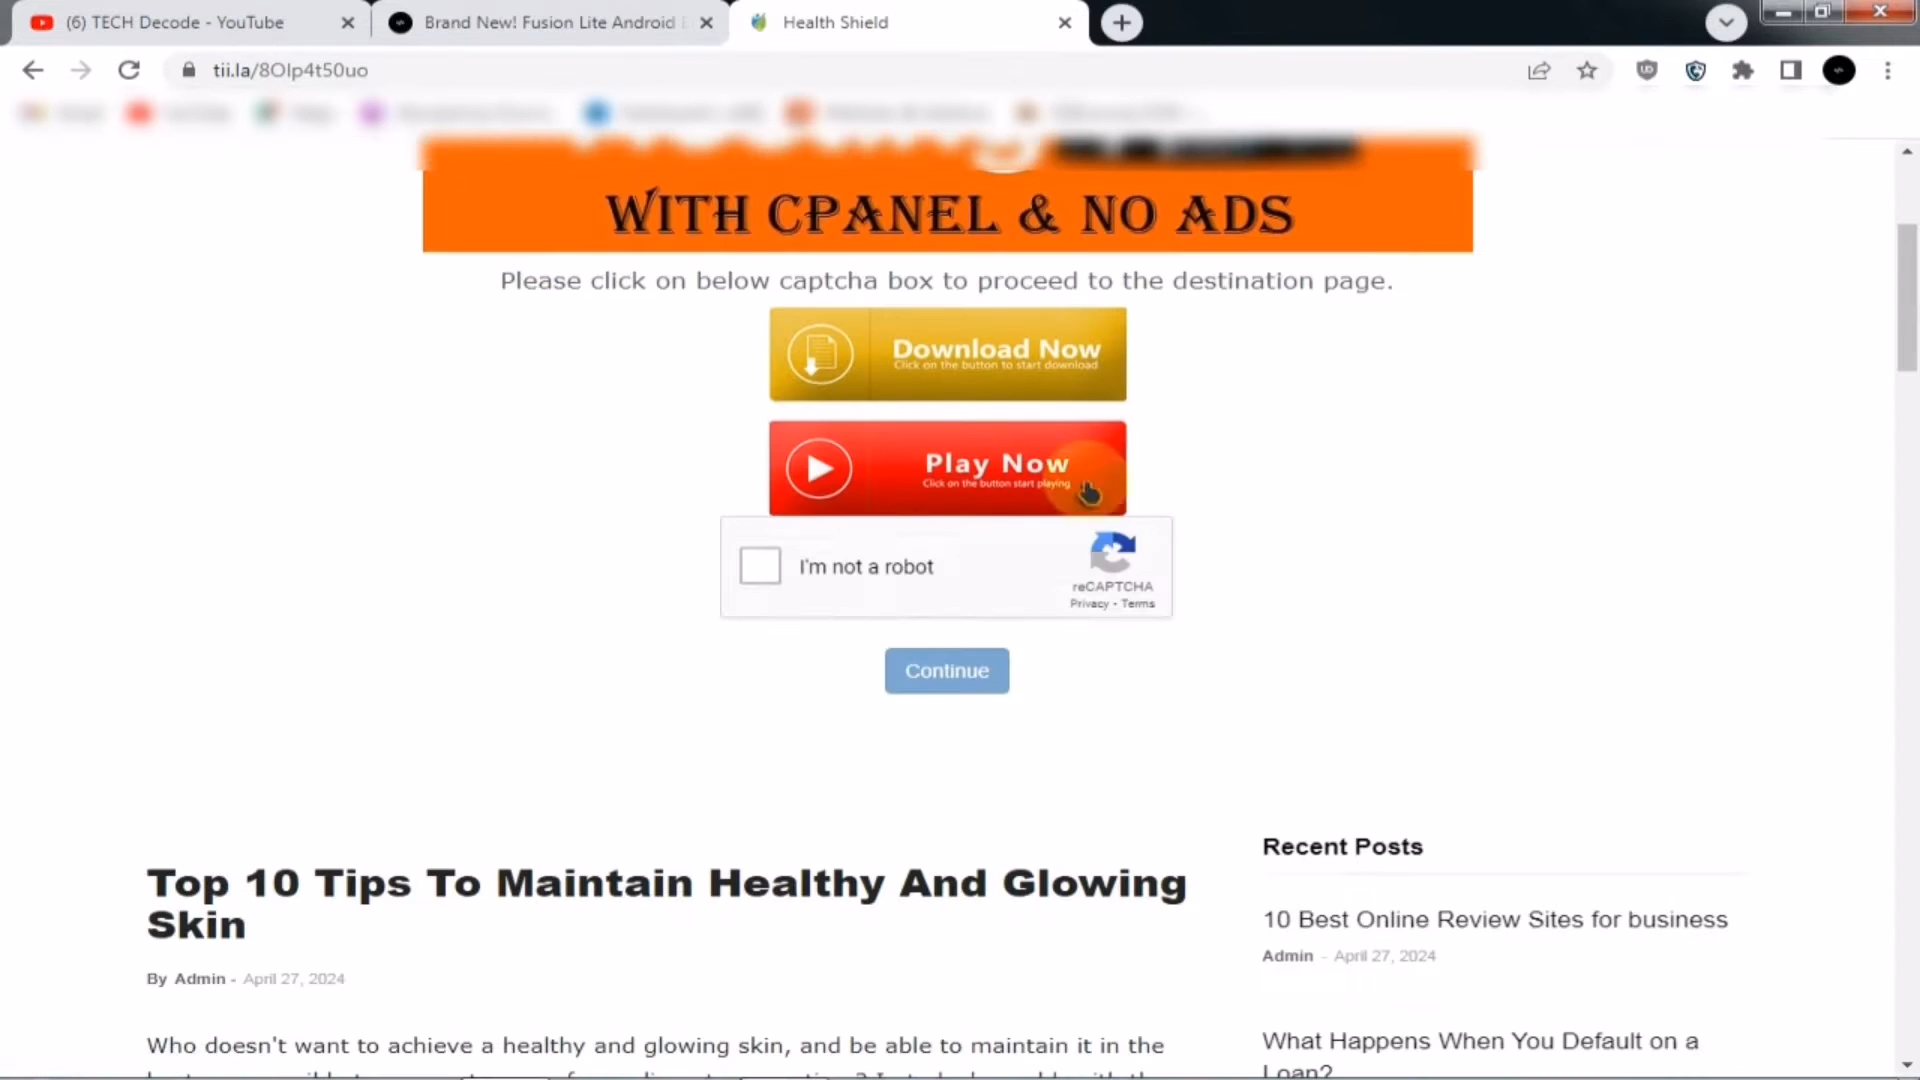 (6) TECH Decode - YouTube
Brand New! Fusion Lite Android
Health Shield
tii.la/8OIp4t50uo
WITH CPANEL & NO ADS
Please click on below captcha box to proceed to the destination page.
Download Now
Click on the button to start download
Play Now
Click on the button start playing
I'm not a robot
reCAPTCHA
Privacy - Terms
Continue
Top 10 Tips To Maintain Healthy And Glowing
Skin
By Admin - April 27, 2024
Who doesn't want to achieve a healthy and glowing skin, and be able to maintain it in the
Recent Posts
10 Best Online Review Sites for business
Admin - April 27, 2024
What Happens When You Default on a
Loan?